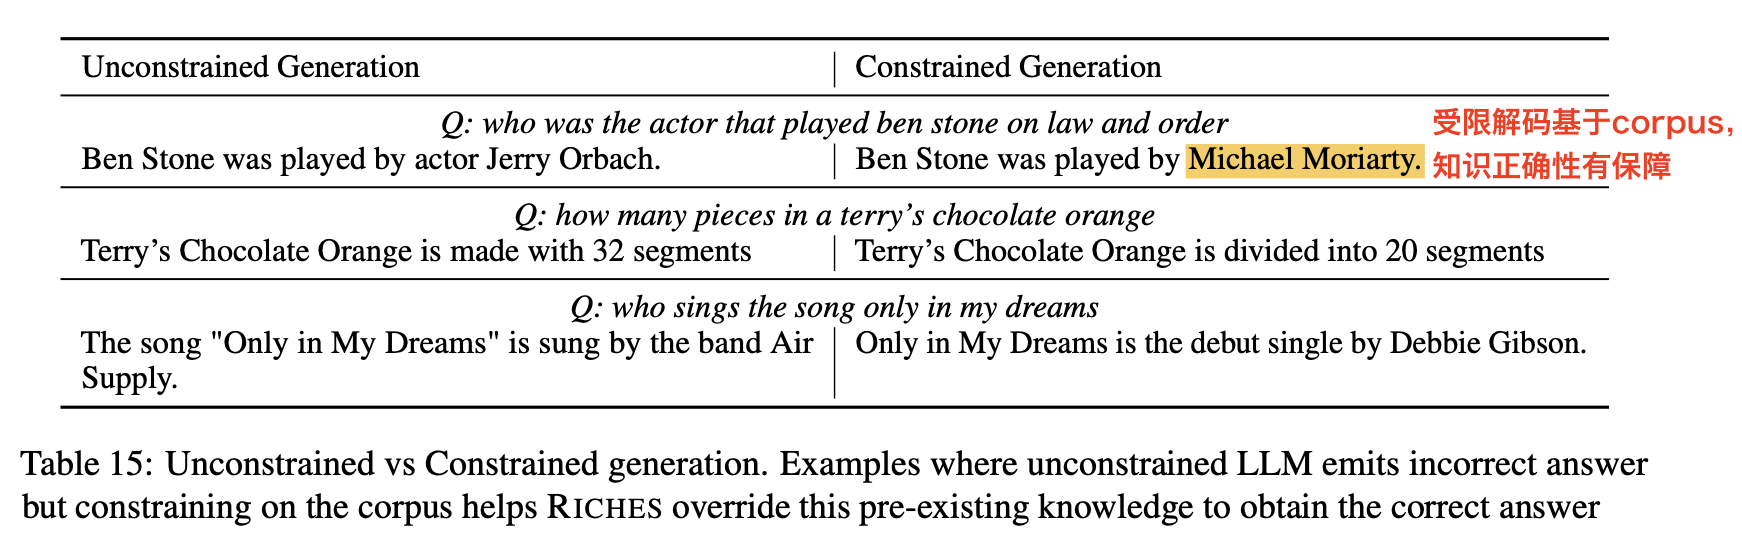 Unconstrained Generation Constrained Generation
Q: who was the actor that played ben stone on law and order
Ben Stone was played by actor Jerry Orbach. Ben Stone was played by Michael Moriarty.
受限解码基于corpus,
知识正确性有保障
Q: how many pieces in a terry's chocolate orange
Terry's Chocolate Orange is made with 32 segments Terry's Chocolate Orange is divided into 20 segments
Q: who sings the song only in my dreams
The song "Only in My Dreams" is sung by the band Air Only in My Dreams is the debut single by Debbie Gibson.
Supply.
Table 15: Unconstrained vs Constrained generation. Examples where unconstrained LLM emits incorrect answer
but constraining on the corpus helps RICHES override this pre-existing knowledge to obtain the correct answer